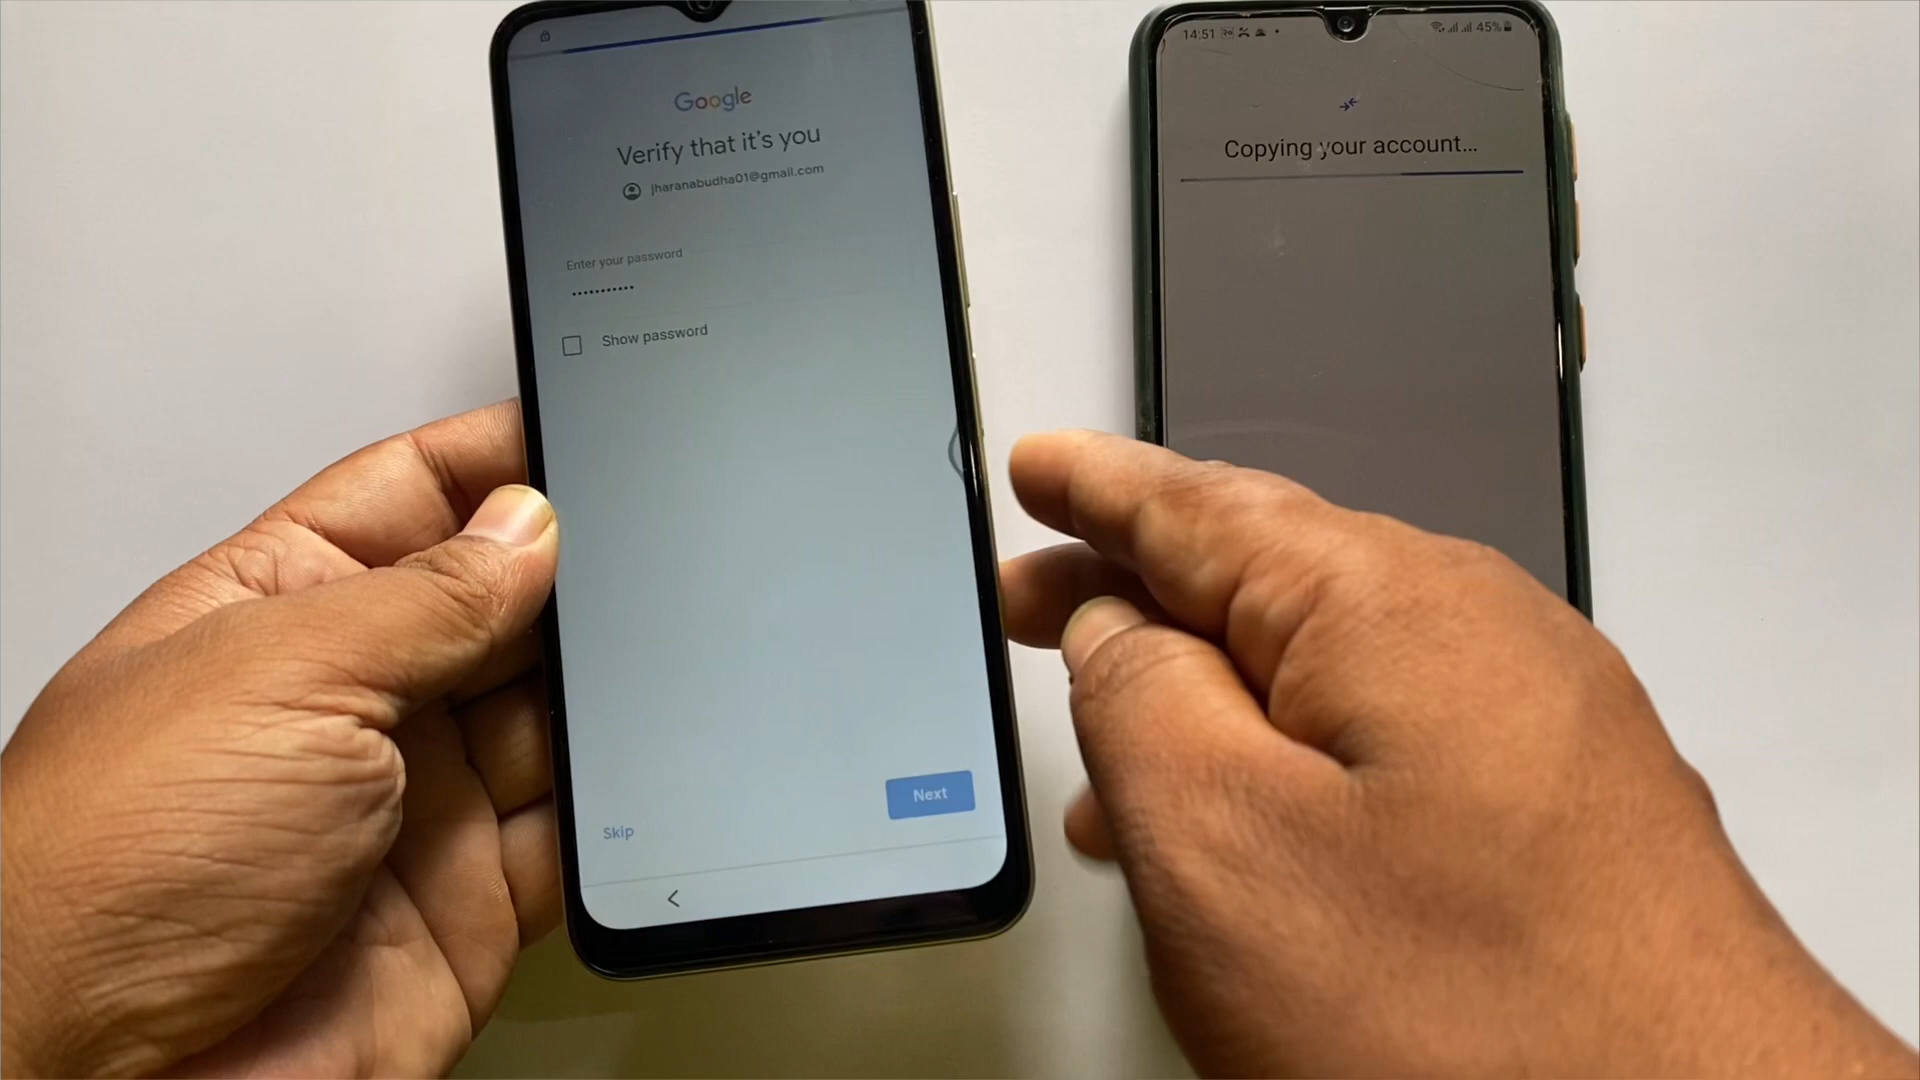 Google
Verify that it's you
jharanabudha01@gmail.com
Enter your password
•••••••••••
Show password
Next
Skip
14:51
45%
Copying your account...